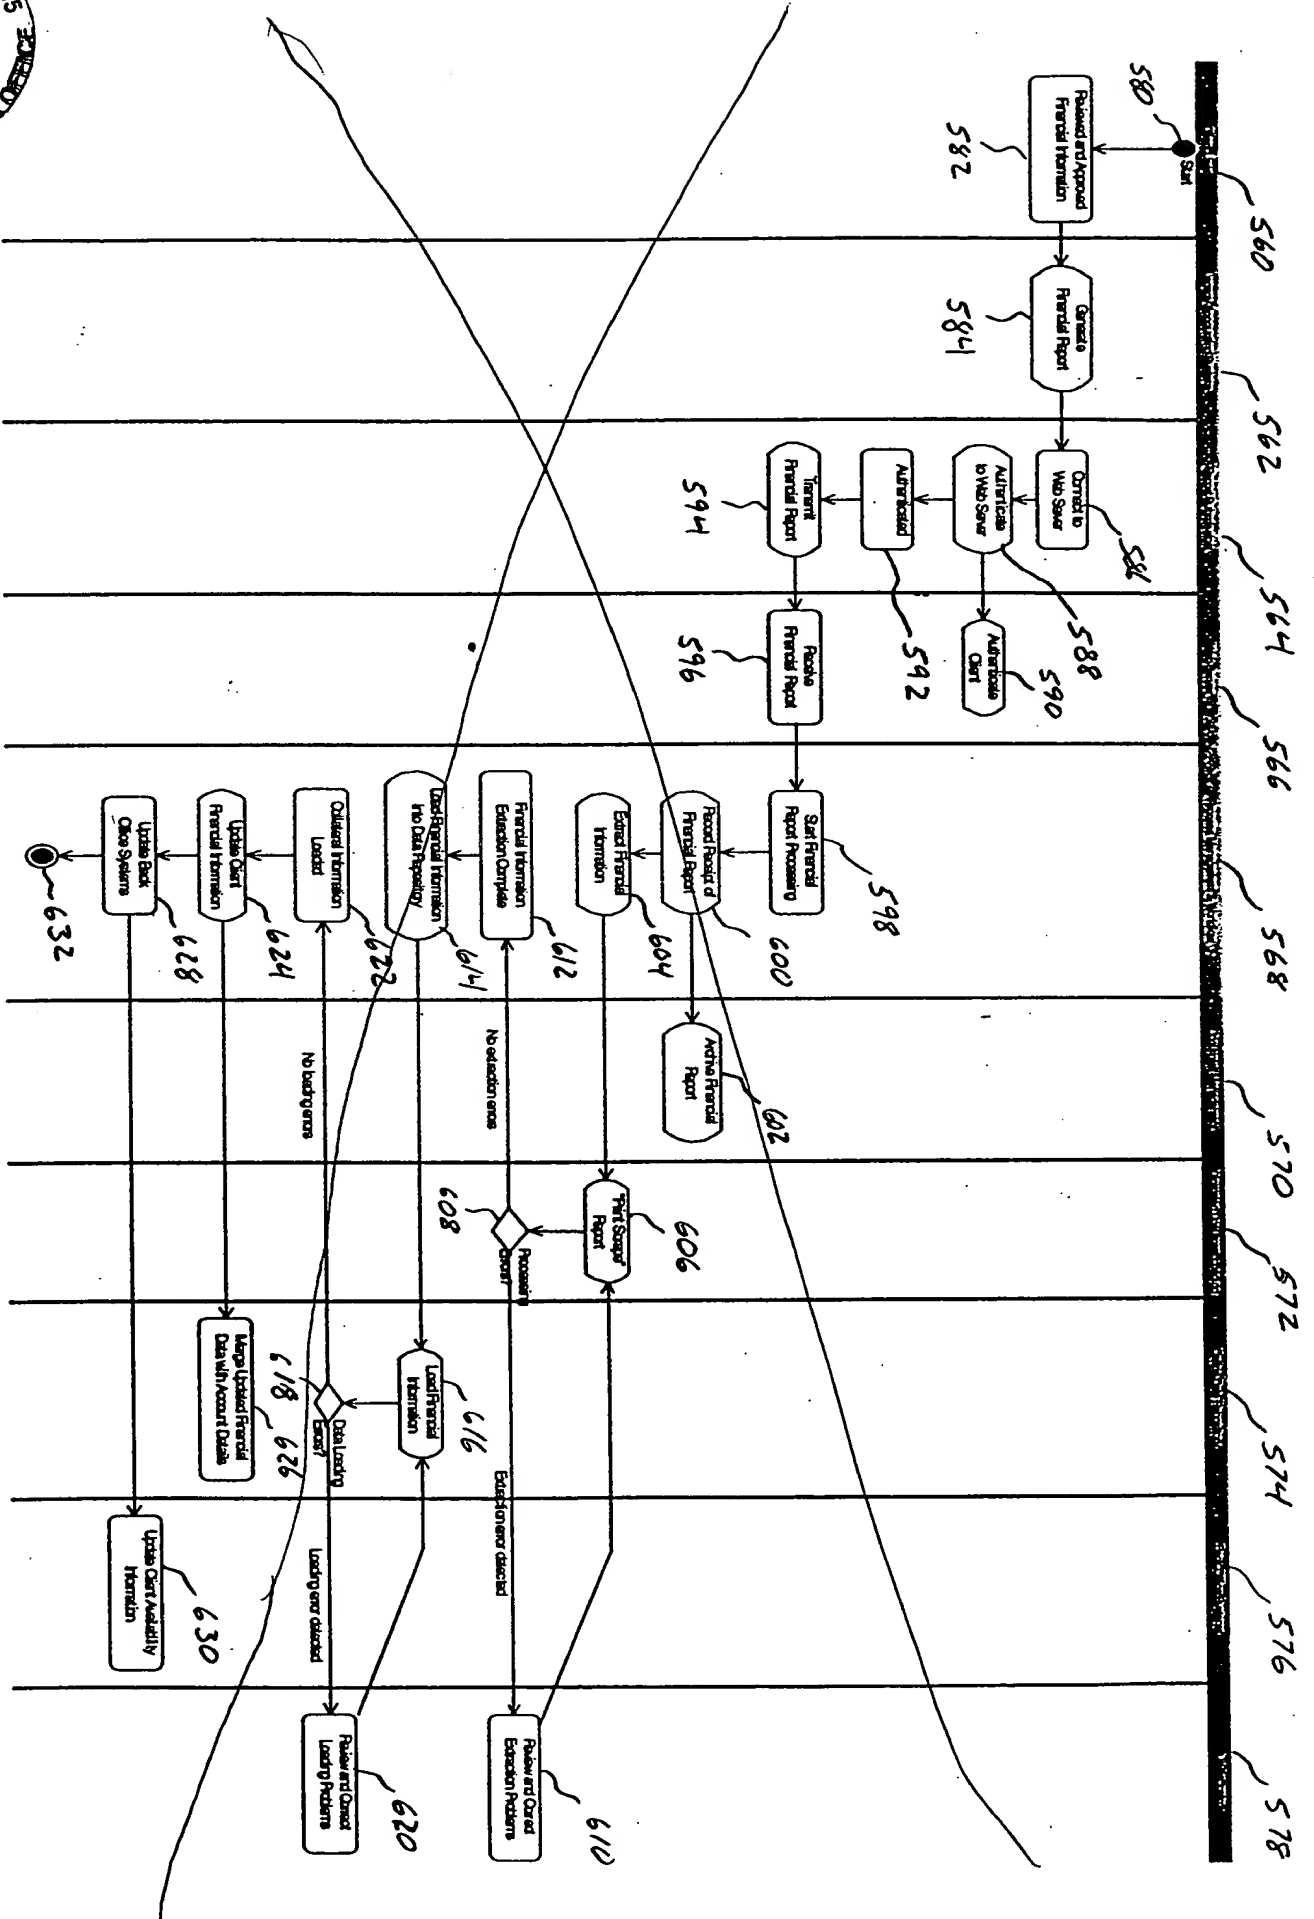 560
562
564
566
568
570
572
574
576
578
580
Start
Reviewed and Approved
Financial Information
582
Generate
Financial Report
584
Connect to
Web Server
586
Authenticate
to Web Server
588
Authenticate
Client
590
Authenticated
592
Transmit
Financial Report
594
Receive
Financial Report
596
Start Financial
Report Processing
598
Record Receipt of
Financial Report
600
Archive Financial
Report
602
Extract Financial
Information
604
"Print Scrape"
Report
606
Processing
Errors?
608
No extraction errors
Extraction error detected
Review and Correct
Extraction Problems
610
Financial Information
Extraction Complete
612
Load Financial Information
Into Data Repository
614
Load Financial
Information
616
Data Loading
Errors?
618
No loading errors
Loading error detected
Review and Correct
Loading Problems
620
Collateral Information
Loaded
622
Update Client
Financial Information
624
Merge Updated Financial
Data with Account Details
626
Update Back
Office Systems
628
Update Client Availability
Information
630
632
OFFICE